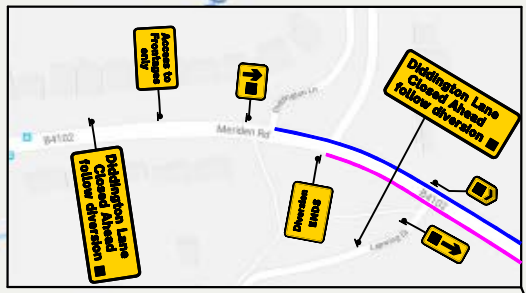 Access to
Frontages
only
Diddington Lane
Closed Ahead
follow diversion
B4102
Meriden Rd
Diddington Lane
Closed Ahead
follow diversion
Diversion
ENDS
B4102